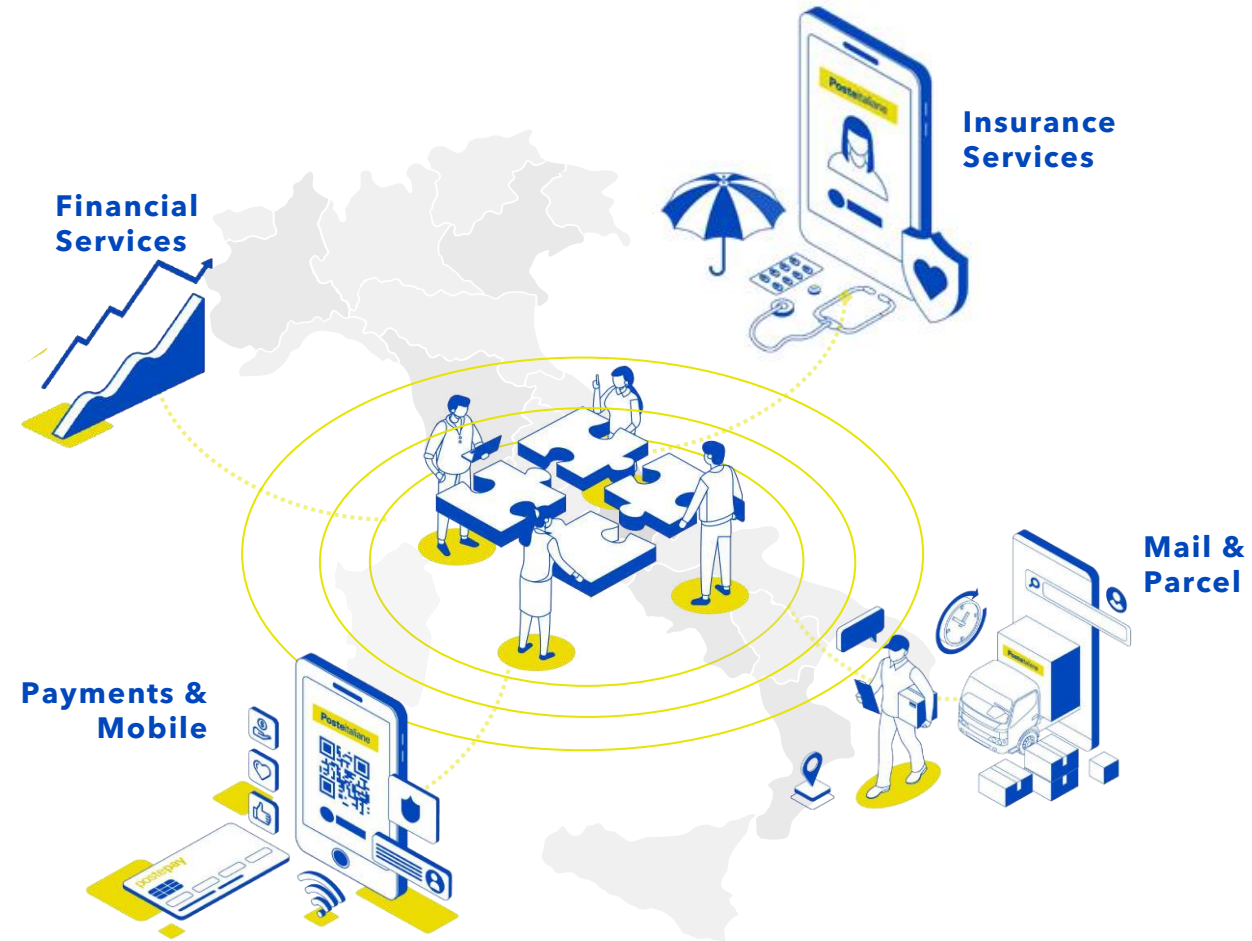 Posteitaliane
Insurance
Services
Financial
Services
Mail &
Parcel
Posteitaliane
Payments &
Mobile
Posteitaliane
postepay